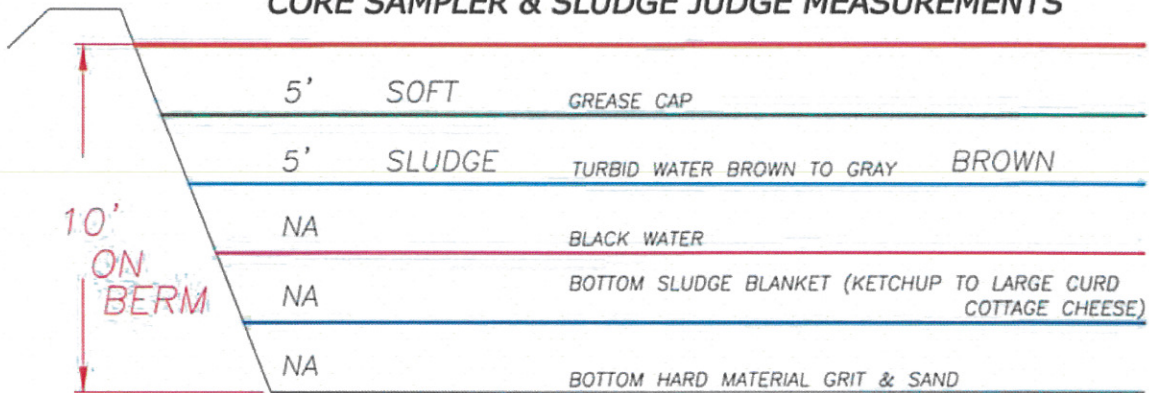 CORE SAMPLER & SLUDGE JUDGE MEASUREMENTS
5' SOFT GREASE CAP
5' SLUDGE TURBID WATER BROWN TO GRAY BROWN
NA BLACK WATER
10'
ON
BERM
NA BOTTOM SLUDGE BLANKET (KETCHUP TO LARGE CURD
COTTAGE CHEESE)
NA BOTTOM HARD MATERIAL GRIT & SAND